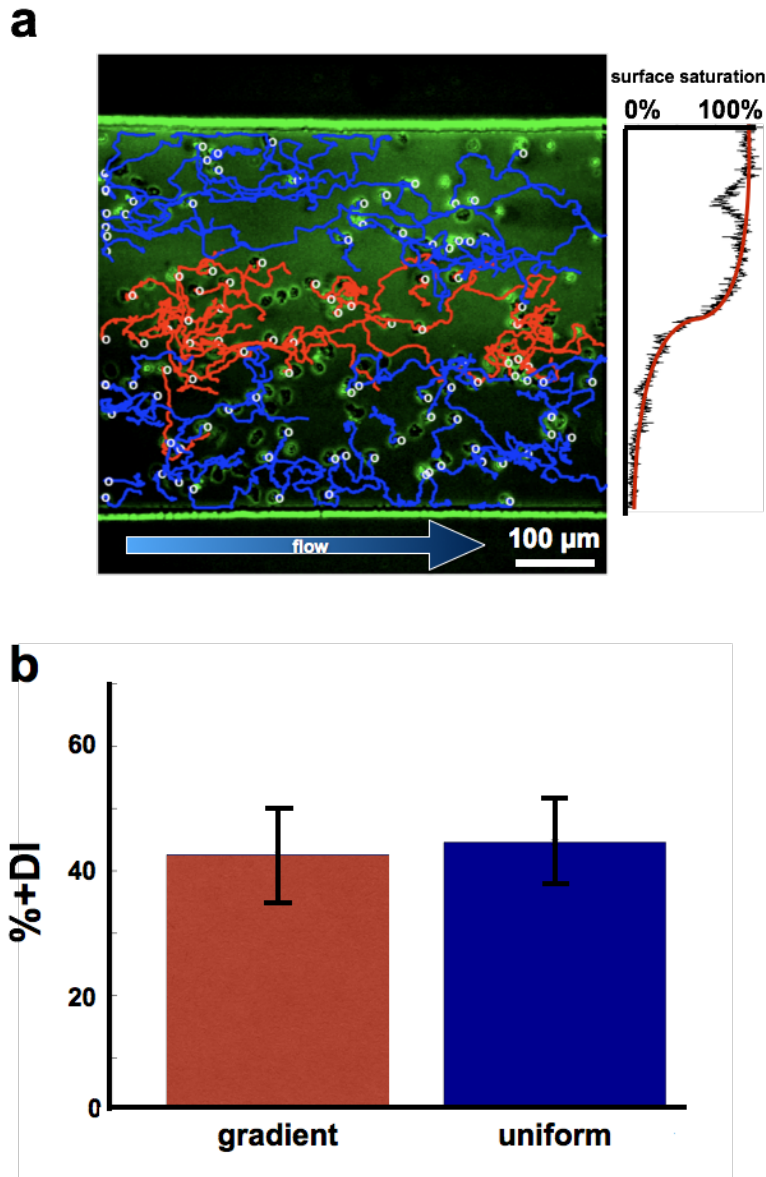 a
surface saturation
0% 100%
flow
100 µm
b
60
40
20
0
%+DI
gradient uniform